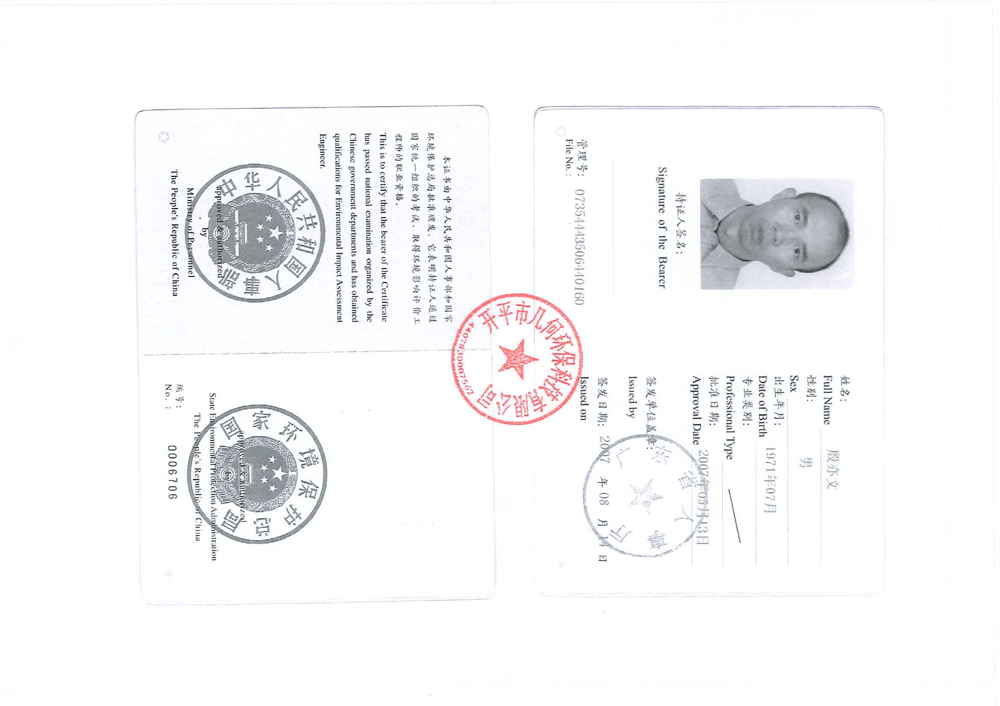 本证书由中华人民共和国人事部和国家
环境保护总局批准颁发。它表明持证人通过
国家统一组织的考试，取得环境影响评价工
程师的职业资格。
This is to certify that the bearer of the Certificate
has passed national examination organized by the
Chinese government departments and has obtained
qualifications for Environmental Impact Assessment
Engineer.
中华人民共和国人事部
approved & authorized
by
Ministry of Personnel
The People's Republic of China
国家环境保护总局
approved & authorized
by
State Environmental Protection Administration
The People's Republic of China
编号：
No.： 0006706
持证人签名：
Signature of the Bearer
管理号： 07354443506440160
File No.：
姓名： 殷亦文
Full Name
性别： 男
Sex
出生年月： 1971年07月
Date of Birth
专业类别：
Professional Type
批准日期： 2007年05月13日
Approval Date
签发单位盖章：
Issued by
广东省人事厅
签发日期： 2007 年 08 月 14 日
Issued on
开平市几何环保科技有限公司